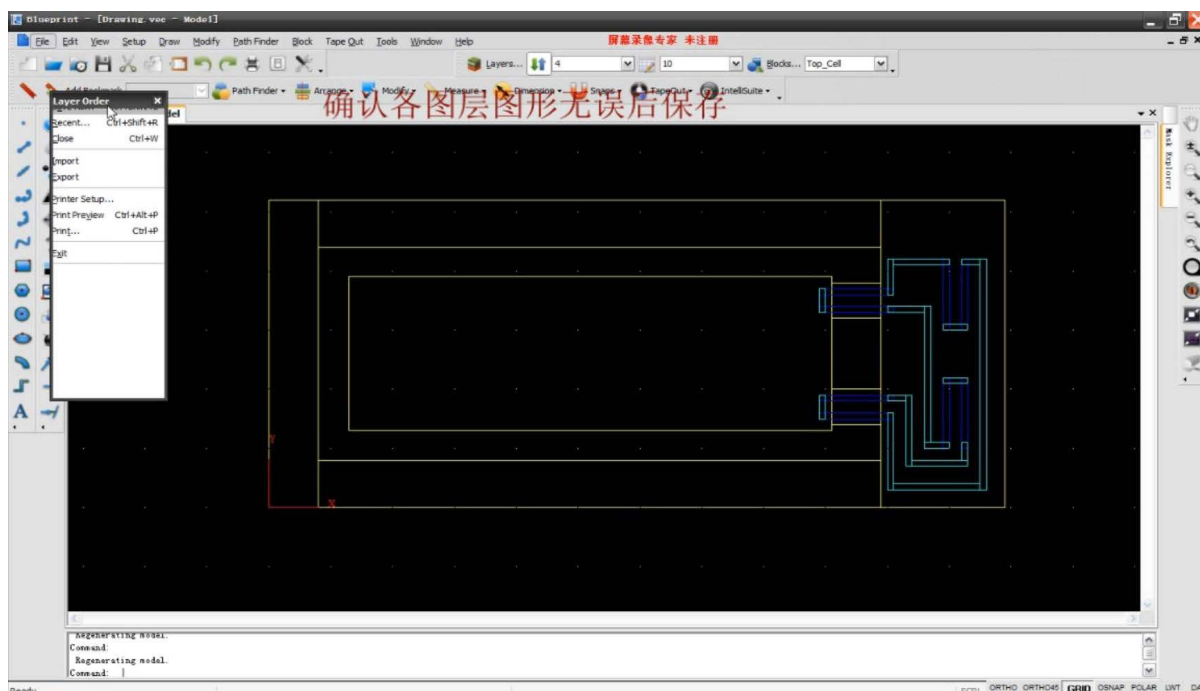 Blueprint - [Drawing.vec - Model]
File Edit View Setup Draw Modify Path Finder Block Tape Out Tools Window Help
屏幕录像专家 未注册
Layers... 4 10 Blocks... Top_Cell
Path Finder Arrange Modify Measure Dimension Snaps TapeOut IntelliSuite
确认各图层图形无误后保存
Layer Order
Recent... Ctrl+Shift+R
Close Ctrl+W
Import
Export
Printer Setup...
Print Preview Ctrl+Alt+P
Print... Ctrl+P
Exit
Mask Explorer
A
Y
X
Regenerating model.
Command:
Regenerating model.
Command:
Ready
ORTHO ORTHO45 GRID OSNAP POLAR LWT